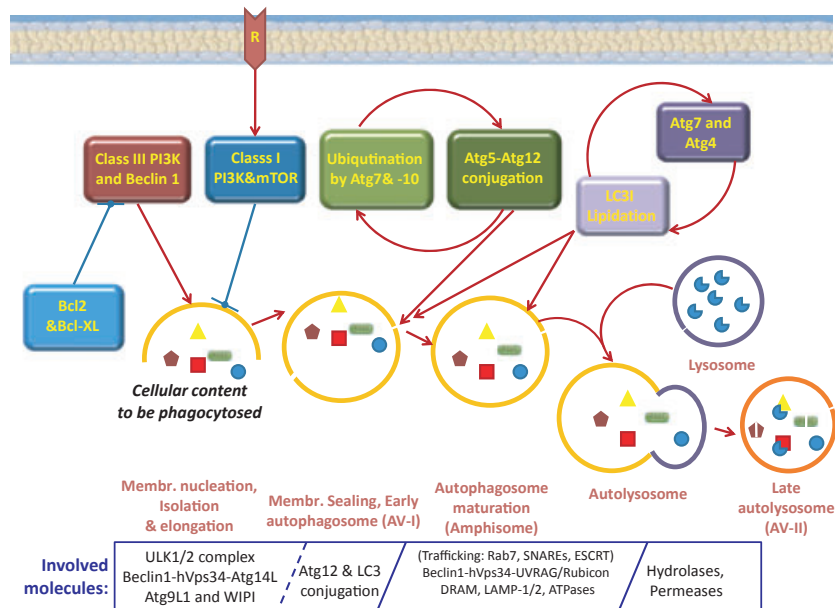 R
Class III PI3K
and Beclin 1
Classs I
PI3K&mTOR
Ubiqutination
by Atg7& -10
Atg5-Atg12
conjugation
Atg7 and
Atg4
LC3I
Lipidation
Bcl2
&Bcl-XL
Cellular content
to be phagocytosed
Lysosome
Membr. nucleation,
Isolation
& elongation
Membr. Sealing, Early
autophagosome (AV-I)
Autophagosome
maturation
(Amphisome)
Autolysosome
Late
autolysosome
(AV-II)
Involved
molecules:
ULK1/2 complex
Beclin1-hVps34-Atg14L
Atg9L1 and WIPI
Atg12 & LC3
conjugation
(Trafficking: Rab7, SNAREs, ESCRT)
Beclin1-hVps34-UVRAG/Rubicon
DRAM, LAMP-1/2, ATPases
Hydrolases,
Permeases